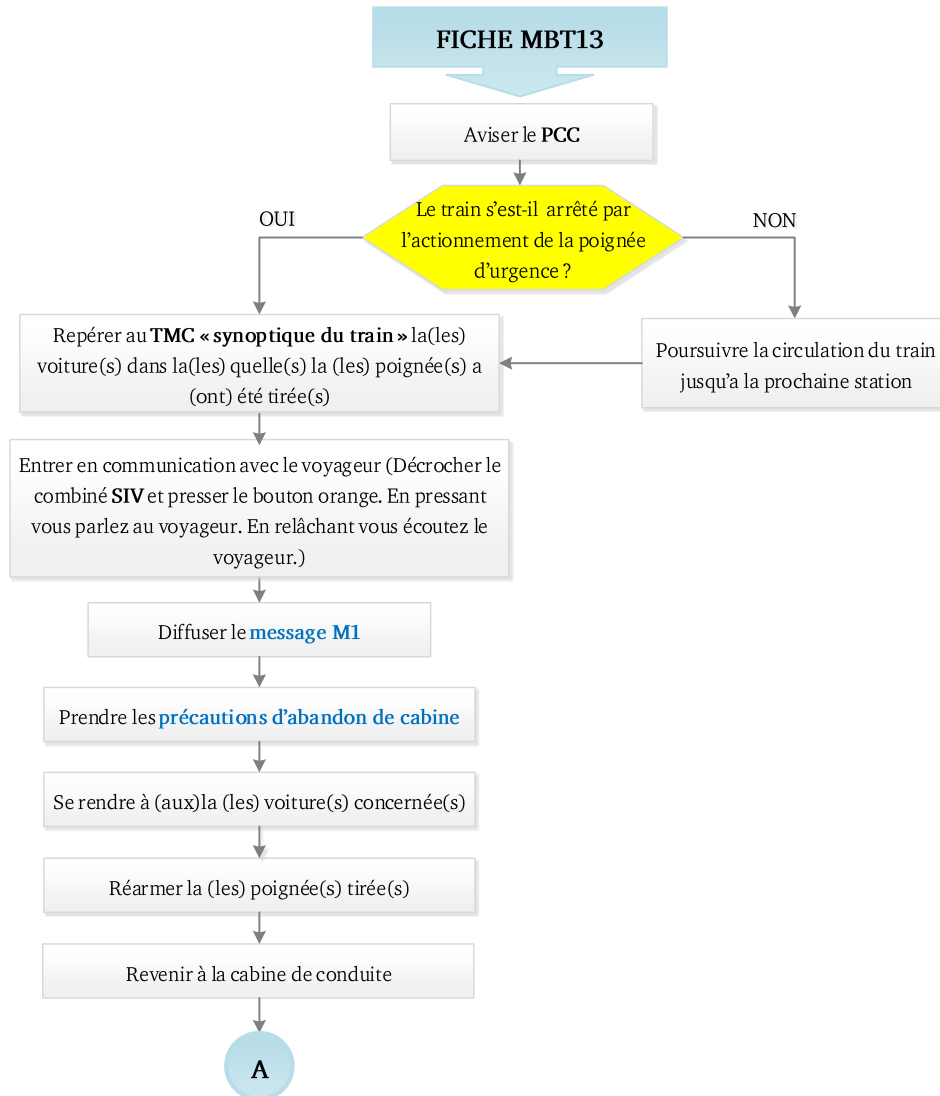 FICHE MBT13
Aviser le PCC
Le train s’est-il arrêté par
l’actionnement de la poignée
d’urgence ?
OUI
NON
Repérer au TMC « synoptique du train » la(les)
voiture(s) dans la(les) quelle(s) la (les) poignée(s) a
(ont) été tirée(s)
Poursuivre la circulation du train
jusqu’a la prochaine station
Entrer en communication avec le voyageur (Décrocher le
combiné SIV et presser le bouton orange. En pressant
vous parlez au voyageur. En relâchant vous écoutez le
voyageur.)
Diffuser le message M1
Prendre les précautions d’abandon de cabine
Se rendre à (aux)la (les) voiture(s) concernée(s)
Réarmer la (les) poignée(s) tirée(s)
Revenir à la cabine de conduite
A